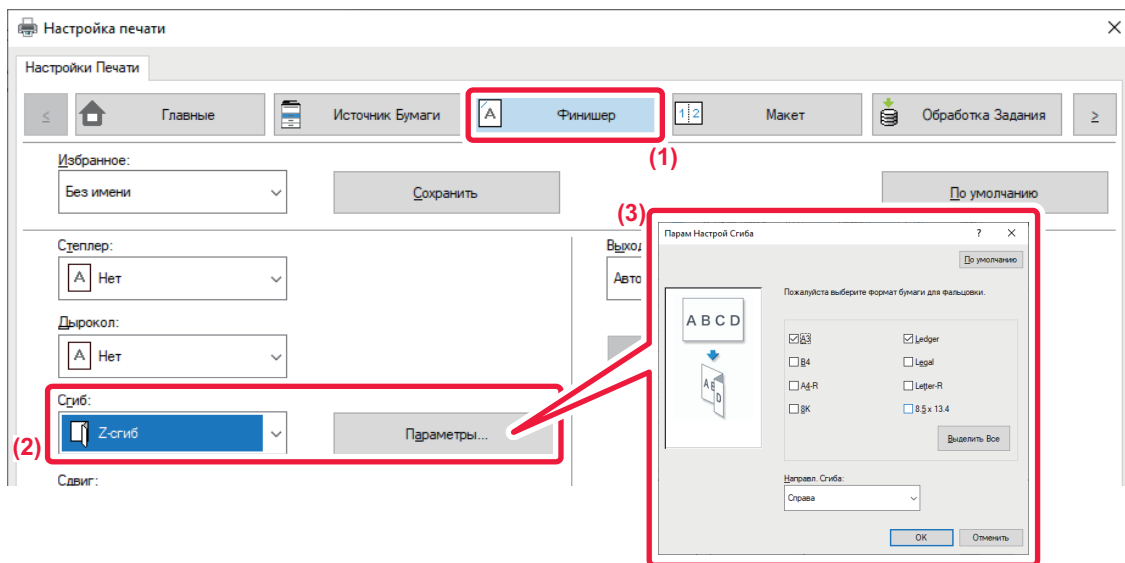 Настройка печати
Настройки Печати
≤ Главные Источник Бумаги A Финишер 1 2 Макет Обработка Задания ≥
(1)
Избранное:
Без имени Сохранить По умолчанию
Степлер:
A Нет
Дырокол:
A Нет
Сгиб:
Z-сгиб Параметры...
(2)
Сдвиг:
Выход
Авто
(3)
Парам Настрой Сгиба ?
По умолчанию
Пожалуйста выберите формат бумаги для фальцовки.
A B C D
A B D
A3 Ledger
B4 Legal
A4-R Letter-R
8K 8.5 x 13.4
Выделить Все
Направл. Сгиба:
Справа
OK Отменить